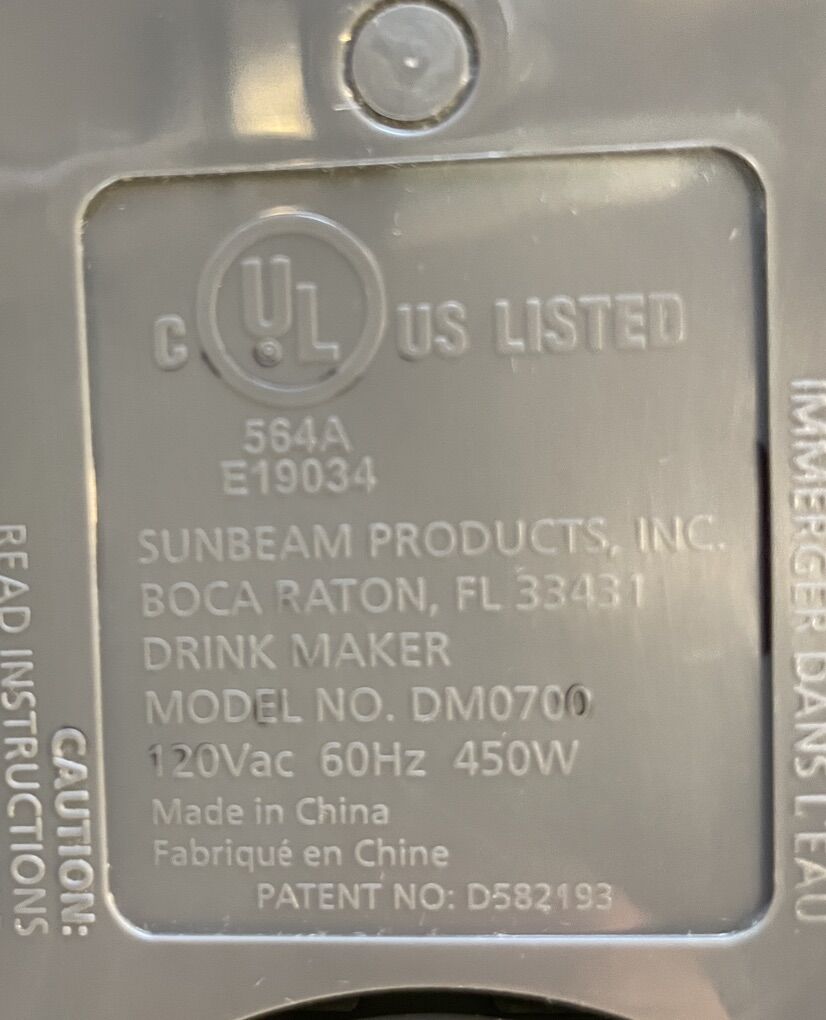 C UL US LISTED
564A
E19034
SUNBEAM PRODUCTS, INC.
BOCA RATON, FL 33431
DRINK MAKER
MODEL NO. DM0700
120Vac 60Hz 450W
Made in China
Fabriqué en Chine
PATENT NO: D582193
CAUTION:
READ INSTRUCTIONS
IMMERGER DANS L'EAU.